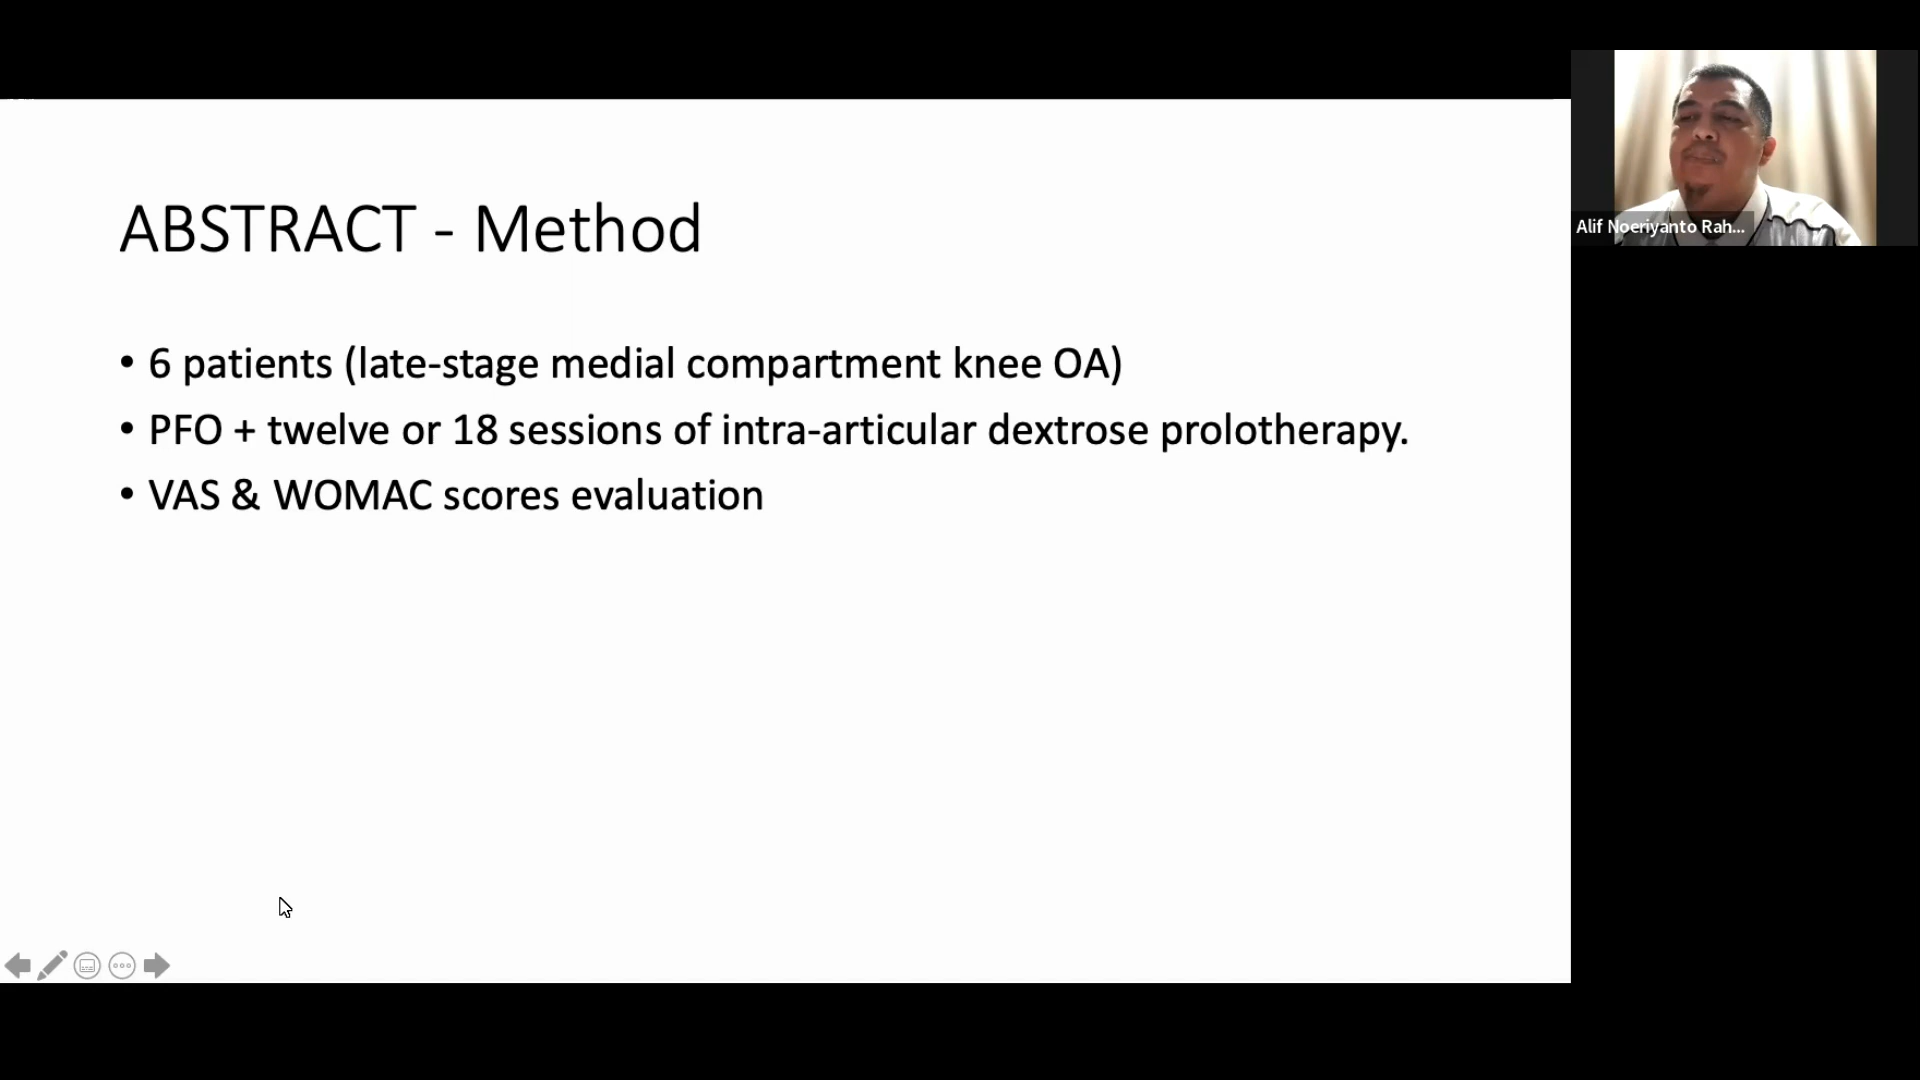 ABSTRACT - Method
• 6 patients (late-stage medial compartment knee OA)
• PFO + twelve or 18 sessions of intra-articular dextrose prolotherapy.
• VAS & WOMAC scores evaluation
Alif Noeriyanto Rah...